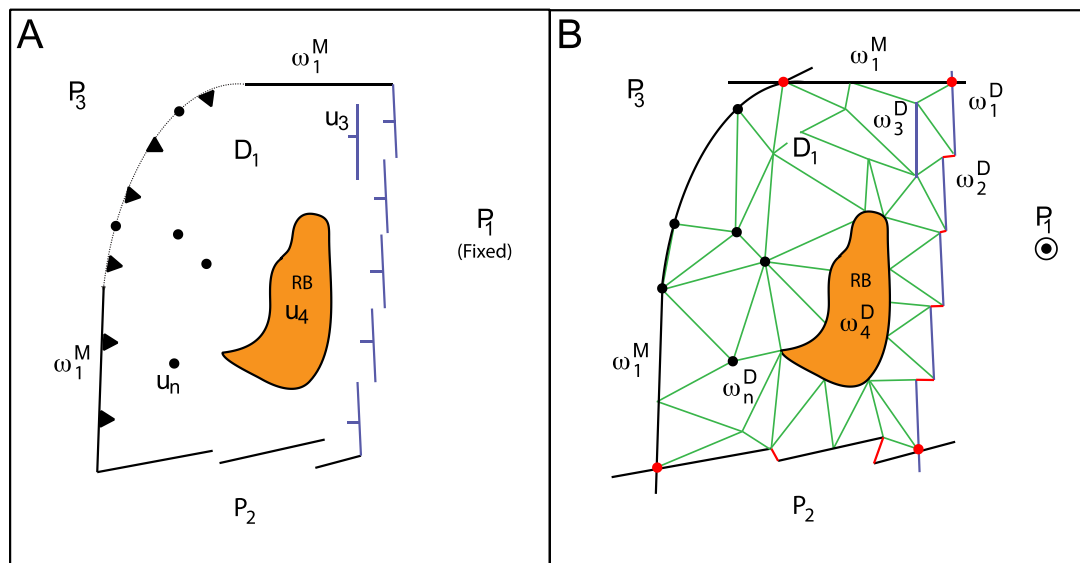 A
ω₁ᴹ
P₃
u₃
D₁
P₁
(Fixed)
RB
u₄
ω₁ᴹ
uₙ
P₂
B
ω₁ᴹ
P₃
ω₁ᴰ
ω₃ᴰ
D₁
ω₂ᴰ
P₁
RB
ω₄ᴰ
ω₁ᴹ
ωₙᴰ
P₂